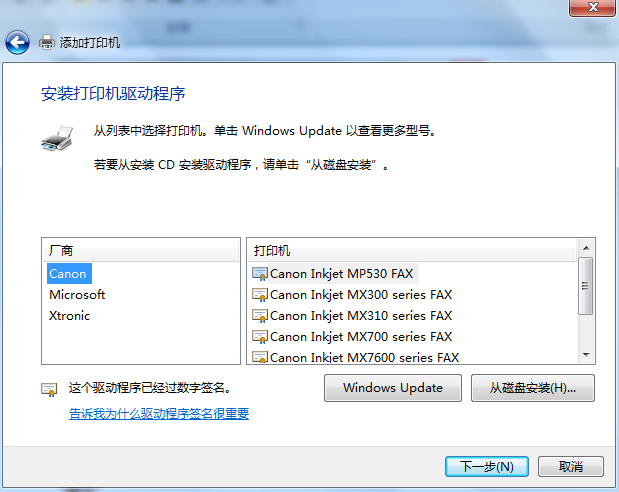 添加打印机
安装打印机驱动程序
从列表中选择打印机。单击 Windows Update 以查看更多型号。
若要从安装 CD 安装驱动程序，请单击“从磁盘安装”。
厂商
Canon
Microsoft
Xtronic
打印机
Canon Inkjet MP530 FAX
Canon Inkjet MX300 series FAX
Canon Inkjet MX310 series FAX
Canon Inkjet MX700 series FAX
Canon Inkjet MX7600 series FAX
这个驱动程序已经过数字签名。
告诉我为什么驱动程序签名很重要
Windows Update
从磁盘安装(H)...
下一步(N)
取消